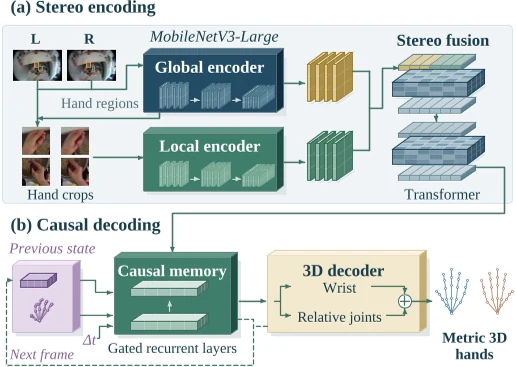 (a) Stereo encoding
L R
MobileNetV3-Large
Global encoder
Stereo fusion
Hand regions
Local encoder
Hand crops
Transformer
(b) Causal decoding
Previous state
Causal memory
3D decoder
Wrist
Relative joints
Δt
Next frame
Gated recurrent layers
Metric 3D
hands